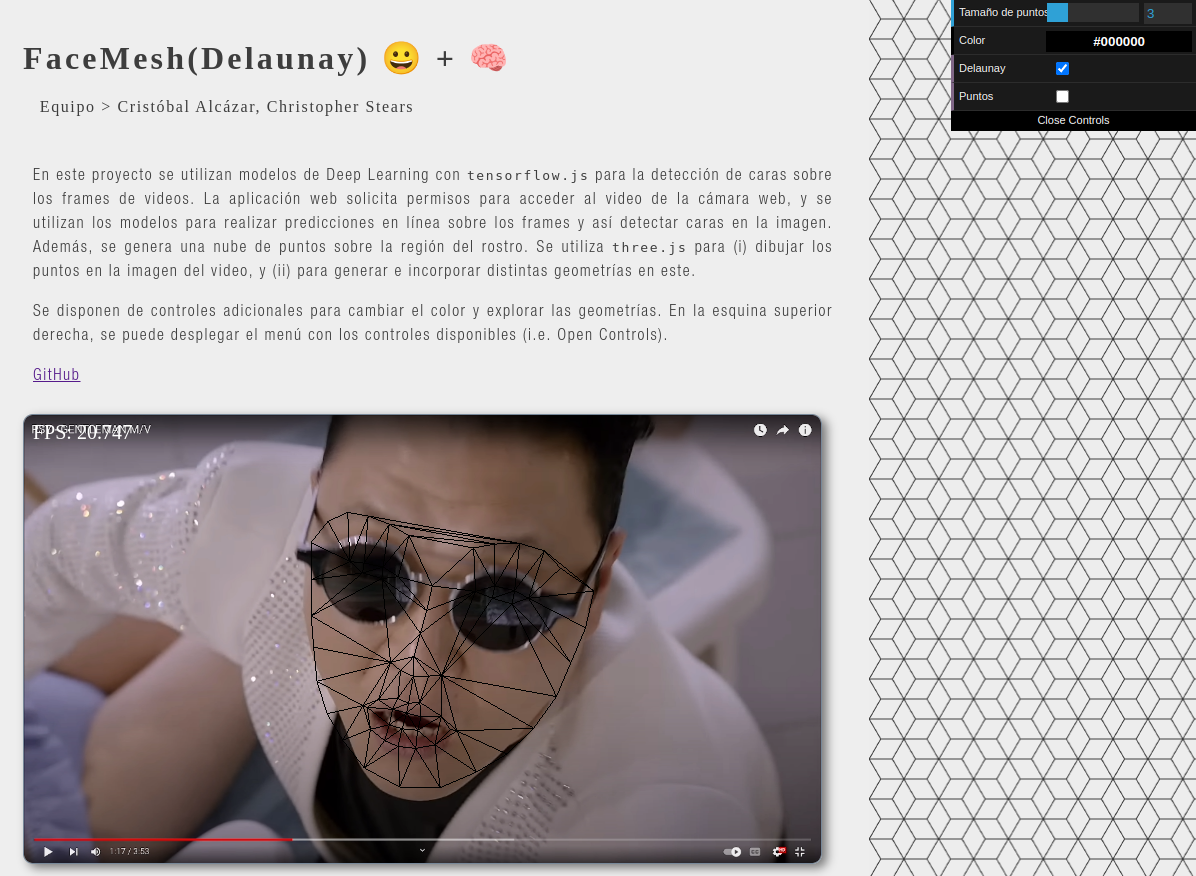 FaceMesh(Delaunay) 😀 + 🧠
Equipo > Cristóbal Alcázar, Christopher Stears
En este proyecto se utilizan modelos de Deep Learning con tensorflow.js para la detección de caras sobre
los frames de videos. La aplicación web solicita permisos para acceder al video de la cámara web, y se
utilizan los modelos para realizar predicciones en línea sobre los frames y así detectar caras en la imagen.
Además, se genera una nube de puntos sobre la región del rostro. Se utiliza three.js para (i) dibujar los
puntos en la imagen del video, y (ii) para generar e incorporar distintas geometrías en este.
Se disponen de controles adicionales para cambiar el color y explorar las geometrías. En la esquina superior
derecha, se puede desplegar el menú con los controles disponibles (i.e. Open Controls).
GitHub
PSY - GENTLEMAN M/V
FPS: 20.747
1:17 / 3:53
Tamaño de puntos 3
Color #000000
Delaunay
Puntos
Close Controls